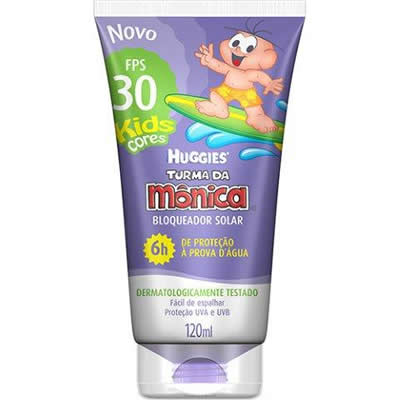 Novo
FPS
30
Kids
cores
HUGGIES
TURMA DA
Mônica
BLOQUEADOR SOLAR
6h
DE PROTEÇÃO
À PROVA D'ÁGUA
DERMATOLOGICAMENTE TESTADO
Fácil de espalhar
Proteção UVA e UVB
120ml